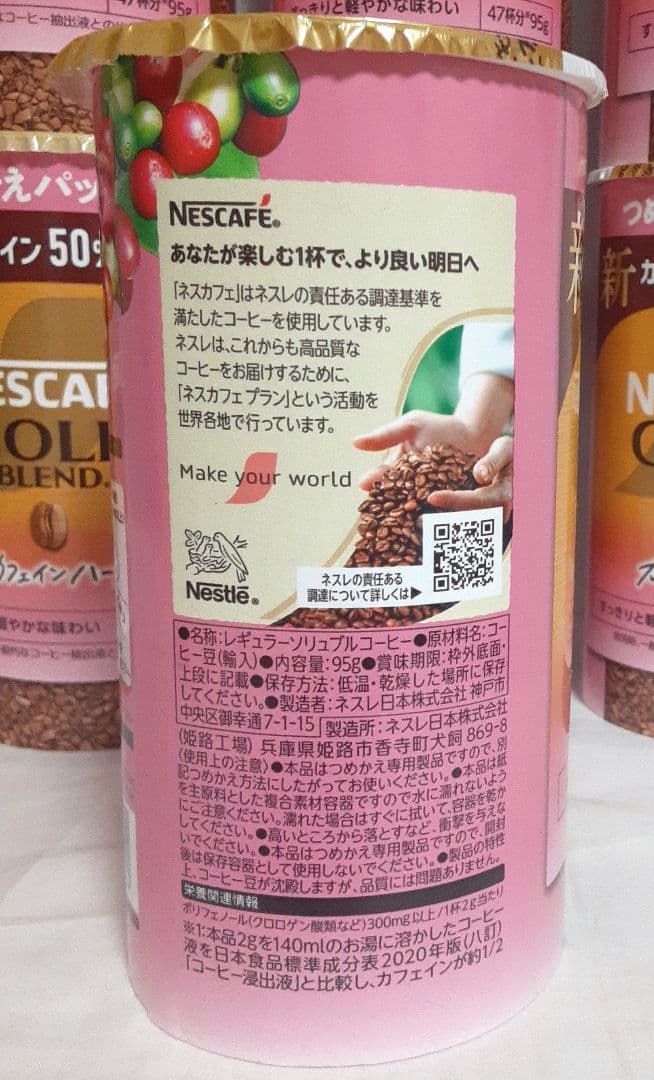 47杯分※95g
コーヒー抽出液との
すっきりと軽やかな味わい
47杯分※95g
えパッ
イン50%
NESCAFÉ®
あなたが楽しむ1杯で、より良い明日へ
「ネスカフェ」はネスレの責任ある調達基準を
満たしたコーヒーを使用しています。
ネスレは、これからも高品質な
コーヒーをお届けするために、
「ネスカフェ プラン」という活動を
世界各地で行っています。
Make your world
Nestlé®
ネスレの責任ある
調達について詳しくは▶
●名称:レギュラーソリュブルコーヒー●原材料名:コー
ヒー豆(輸入)●内容量:95g●賞味期限:枠外底面・
上段に記載●保存方法:低温・乾燥した場所に保存
してください。●製造者:ネスレ日本株式会社 神戸市
中央区御幸通7-1-15 製造所:ネスレ日本株式会社
(姫路工場) 兵庫県姫路市香寺町犬飼 869-8
〈使用上の注意〉●本品はつめかえ専用製品ですので、別
記つめかえ方法にしたがってお使いください。●本品は紙
を主原料とした複合素材容器ですので水に濡れないよう
にご注意ください。濡れた場合はすぐに拭いて、容器を乾か
してください。●高いところから落とすなど、衝撃を与えな
いでください。●本品はつめかえ専用製品ですので、開封
後は保存容器として使用しないでください。●製品の特性
上、コーヒー豆が沈殿しますが、品質には問題ありません。
栄養関連情報
ポリフェノール(クロロゲン酸類など)300mg以上/1杯2g当たり
※1:本品2gを140mlのお湯に溶かしたコーヒー
液を日本食品標準成分表2020年版(八訂)
「コーヒー浸出液」と比較し、カフェインが約1/2
ESCAF
OLD
BLEND.
カフェインハー
軽やかな味わい
つめ
新 か
すっきりと軽やか